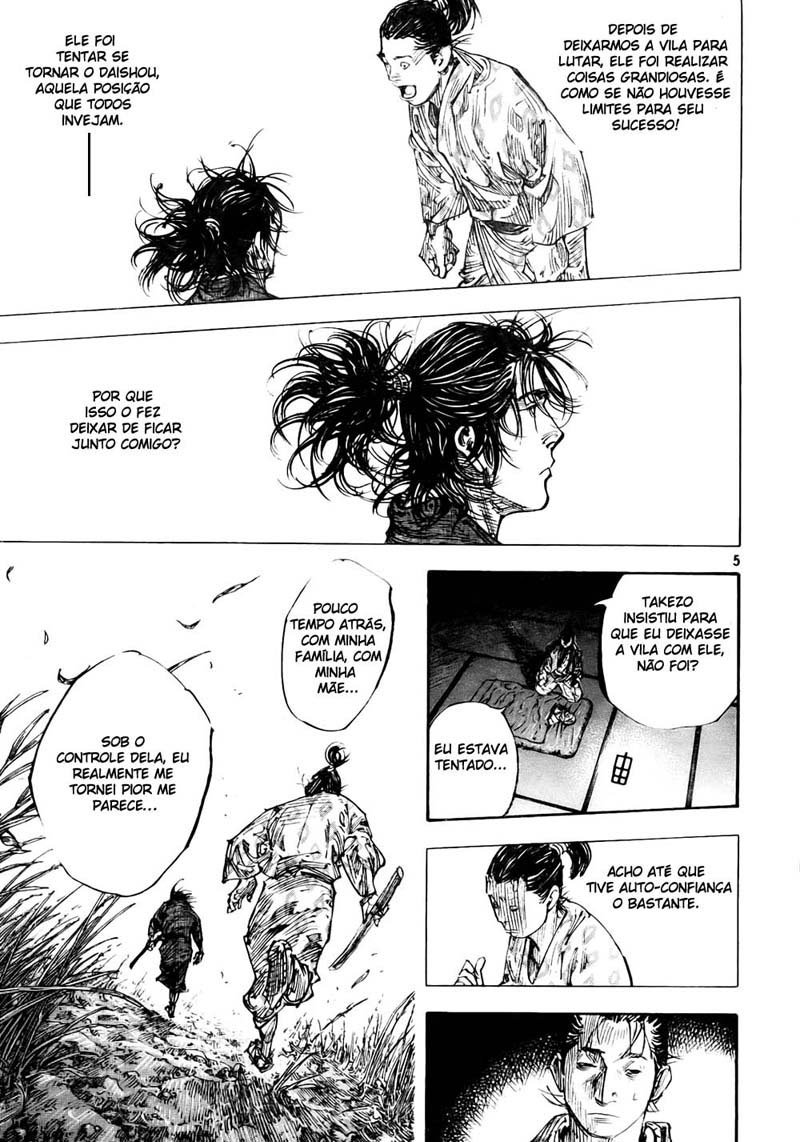 DEPOIS DE
DEIXARMOS A VILA PARA
LUTAR, ELE FOI REALIZAR
COISAS GRANDIOSAS. É
COMO SE NÃO HOUVESSE
LIMITES PARA SEU
SUCESSO!
ELE FOI
TENTAR SE
TORNAR O DAISHOU,
AQUELA POSIÇÃO
QUE TODOS
INVEJAM.
POR QUE
ISSO O FEZ
DEIXAR DE FICAR
JUNTO COMIGO?
5
TAKEZO
INSISTIU PARA
QUE EU DEIXASSE
A VILA COM ELE,
NÃO FOI?
EU ESTAVA
TENTADO...
ACHO ATÉ QUE
TIVE AUTO-CONFIANÇA
O BASTANTE.
POUCO
TEMPO ATRÁS,
COM MINHA
FAMÍLIA, COM
MINHA
MÃE...
SOB O
CONTROLE DELA, EU
REALMENTE ME
TORNEI PIOR ME
PARECE...